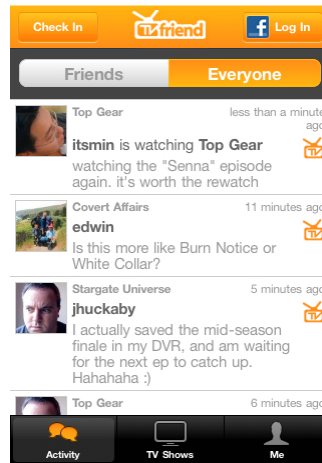 Check In
TVfriend
Log In
Friends
Everyone
Top Gear
less than a minute
ago
itsmin is watching Top Gear
watching the "Senna" episode
again. it's worth the rewatch
Covert Affairs
11 minutes ago
edwin
Is this more like Burn Notice or
White Collar?
Stargate Universe
5 minutes ago
jhuckaby
I actually saved the mid-season
finale in my DVR, and am waiting
for the next ep to catch up.
Hahahaha :)
Top Gear
6 minutes ago
Activity
TV Shows
Me